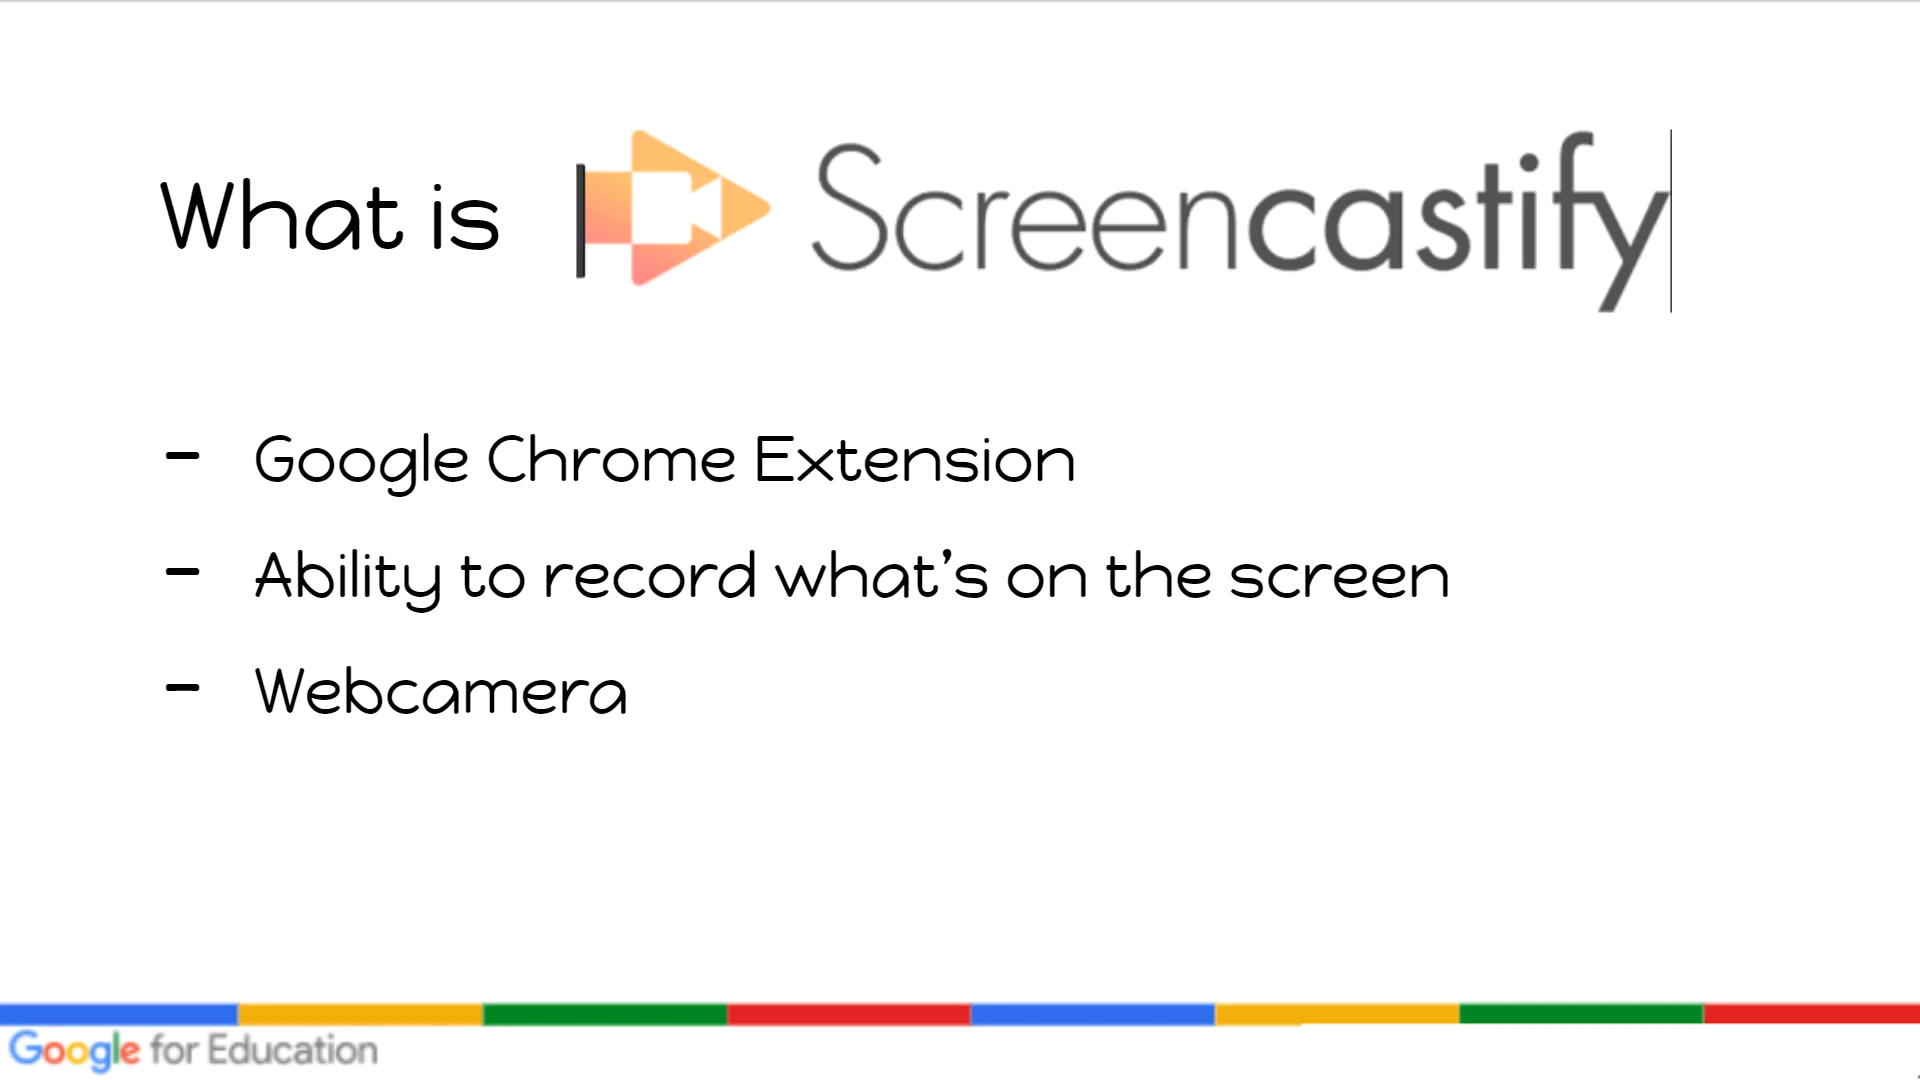 What is Screencastify
- Google Chrome Extension
- Ability to record what's on the screen
- Webcamera
Google for Education